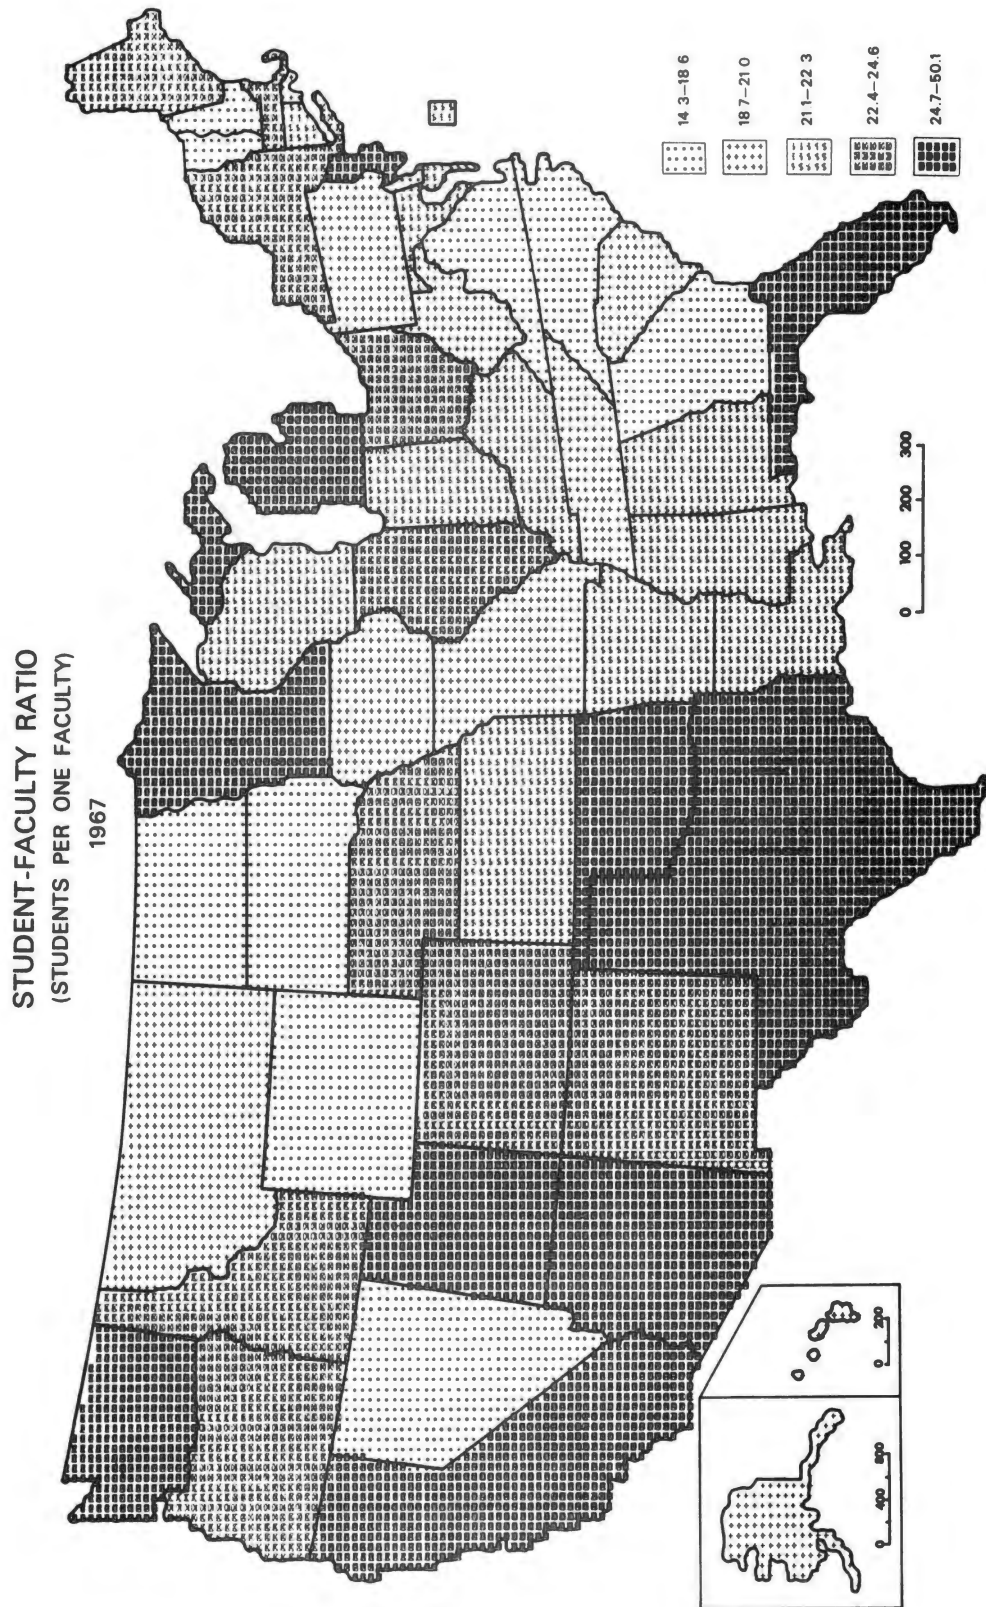 STUDENT-FACULTY RATIO
(STUDENTS PER ONE FACULTY)
1967
14 3–18 6
18 7–21 0
21 1–22 3
22.4–24.6
24.7–50.1
0 100 200 300
0 400 800
0 200